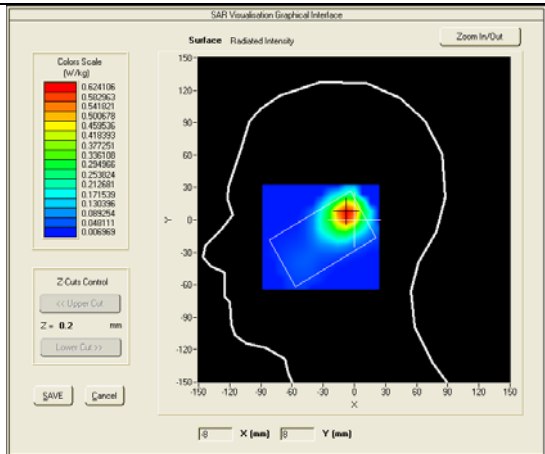 SAR Visualisation Graphical Interface
Surface Radiated Intensity
Zoom In/Out
Colors Scale
(W/kg)
0.624106
0.582963
0.541821
0.500678
0.459536
0.418393
0.377251
0.336108
0.294966
0.253824
0.212681
0.171539
0.130396
0.089254
0.048111
0.006969
Z Cuts Control
<< Upper Cut
Z = 0.2 mm
Lower Cut >>
SAVE
Cancel
150-
120-
90-
60-
30-
0-
-30-
-60-
-90-
-120-
-150-
Y
-150 -120 -90 -60 -30 0 30 60 90 120 150
X
-8 X (mm) 8 Y (mm)